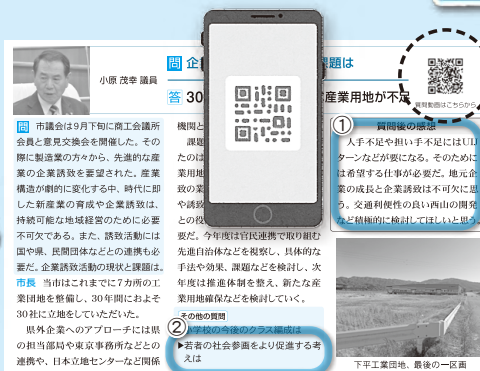 小原 茂幸 議員
問 企
題は
答 30
産業用地が不足
質問動画はこちらから
問 市議会は9月下旬に商工会議所
会員と意見交換会を開催した。その
際に製造業の方々から、先進的な産
業の企業誘致を要望された。産業
構造が劇的に変化する中、時代に即
した新産業の育成や企業誘致は、
持続可能な地域経営のために必要
不可欠である。また、誘致活動には
国や県、民間団体などとの連携も必
要だ。企業誘致活動の現状と課題は。
市長 当市はこれまでに7カ所の工
業団地を整備し、30年間におよそ
30社に立地をしていただいた。
県外企業へのアプローチには県
の担当部局や東京事務所などとの
連携や、日本立地センターなど関係
機関と
課題
たのは
業用地
致の業
や誘致
との役
要だ。今年度は官民連携で取り組む
先進自治体などを視察し、具体的な
手法や効果、課題などを検討し、次
年度は推進体制を整え、新たな産
業用地確保などを検討していく。
その他の質問
②
小学校の今後のクラス編成は
▶若者の社会参画をより促進する考
えは
①
質問後の感想
人手不足や担い手不足にはUIJ
ターンなどが要になる。そのために
は希望する仕事が必要だ。地元企
業の成長と企業誘致は不可欠に思
う。交通利便性の良い西山の開発
など積極的に検討してほしいと思う。
下平工業団地、最後の一区画